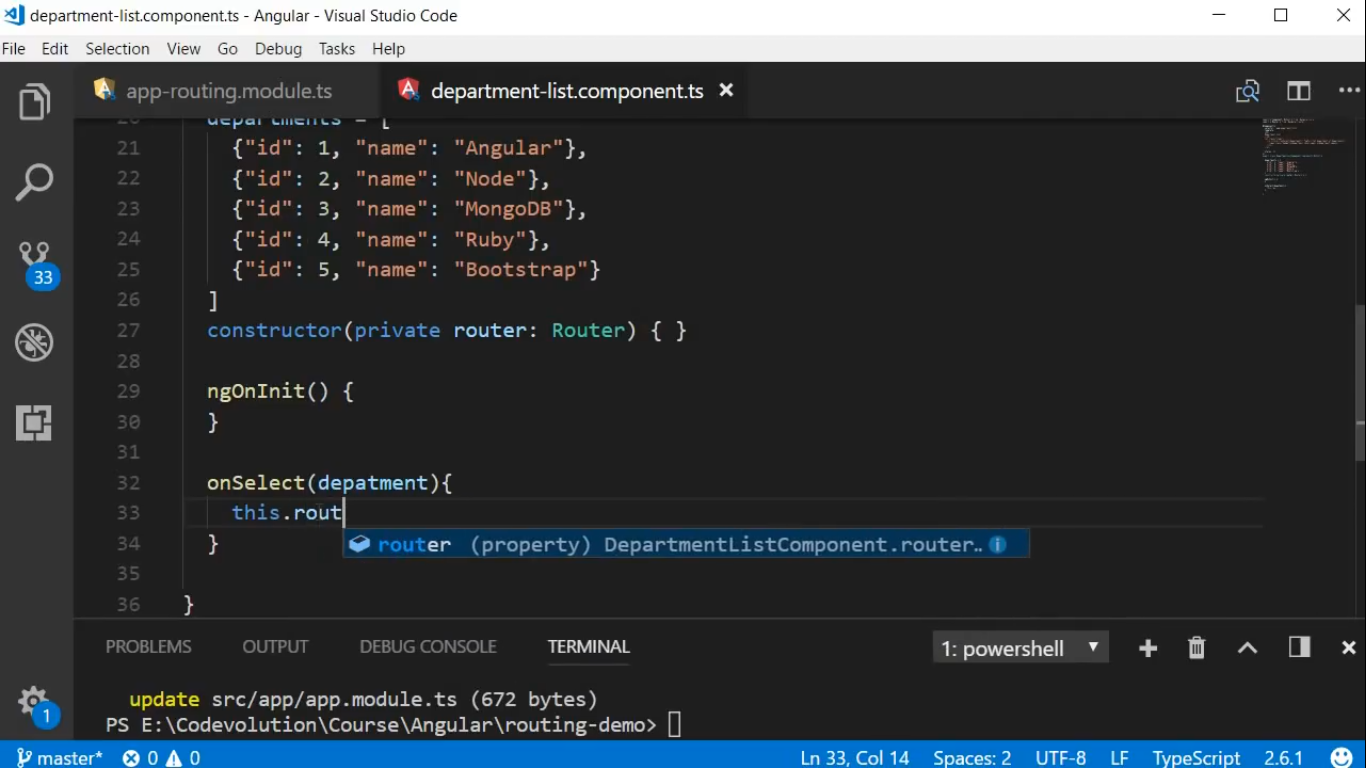 department-list.component.ts - Angular - Visual Studio Code
File Edit Selection View Go Debug Tasks Help
app-routing.module.ts department-list.component.ts
20 departments = [
21 {"id": 1, "name": "Angular"},
22 {"id": 2, "name": "Node"},
23 {"id": 3, "name": "MongoDB"},
24 {"id": 4, "name": "Ruby"},
25 {"id": 5, "name": "Bootstrap"}
26 ]
27 constructor(private router: Router) { }
28
29 ngOnInit() {
30 }
31
32 onSelect(depatment){
33 this.rout
router (property) DepartmentListComponent.router..
34 }
35
36 }
33
1
PROBLEMS OUTPUT DEBUG CONSOLE TERMINAL 1: powershell
update src/app/app.module.ts (672 bytes)
PS E:\Codevolution\Course\Angular\routing-demo>
master* 0 0 Ln 33, Col 14 Spaces: 2 UTF-8 LF TypeScript 2.6.1